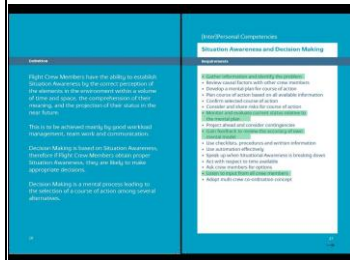 Definition
Flight Crew Members have the ability to establish
Situation Awareness by the correct perception of
the elements in the environment within a volume
of time and space, the comprehension of their
meaning, and the projection of their status in the
near future.
This is to be achieved mainly by good workload
management, team work and communication.
Decision Making is based on Situation Awareness,
therefore if Flight Crew Members obtain proper
Situation Awareness, they are likely to make
appropriate decisions.
Decision Making is a mental process leading to
the selection of a course of action among several
alternatives.
(Inter)Personal Competencies
Situation Awareness and Decision Making
Requirements
• Gather information and identify the problem
• Review causal factors with other crew members
• Develop a mental plan for course of action
• Plan course of action based on all available information
• Confirm selected course of action
• Consider and share risks for course of action
• Monitor and evaluate current status relative to
the mental plan
• Project ahead and consider contingencies
• Gain feedback to review the accuracy of own
mental model
• Use checklists, procedures and written information
• Use automation effectively
• Speak up when Situational Awareness is breaking down
• Act with respect to time available
• Ask crew members for options
• Listen to input from all crew members
• Adopt multi-crew co-ordination concept